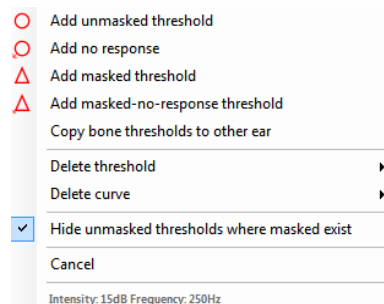 Add unmasked threshold
Add no response
Add masked threshold
Add masked-no-response threshold
Copy bone thresholds to other ear
Delete threshold
Delete curve
Hide unmasked thresholds where masked exist
Cancel
Intensity: 15dB Frequency: 250Hz